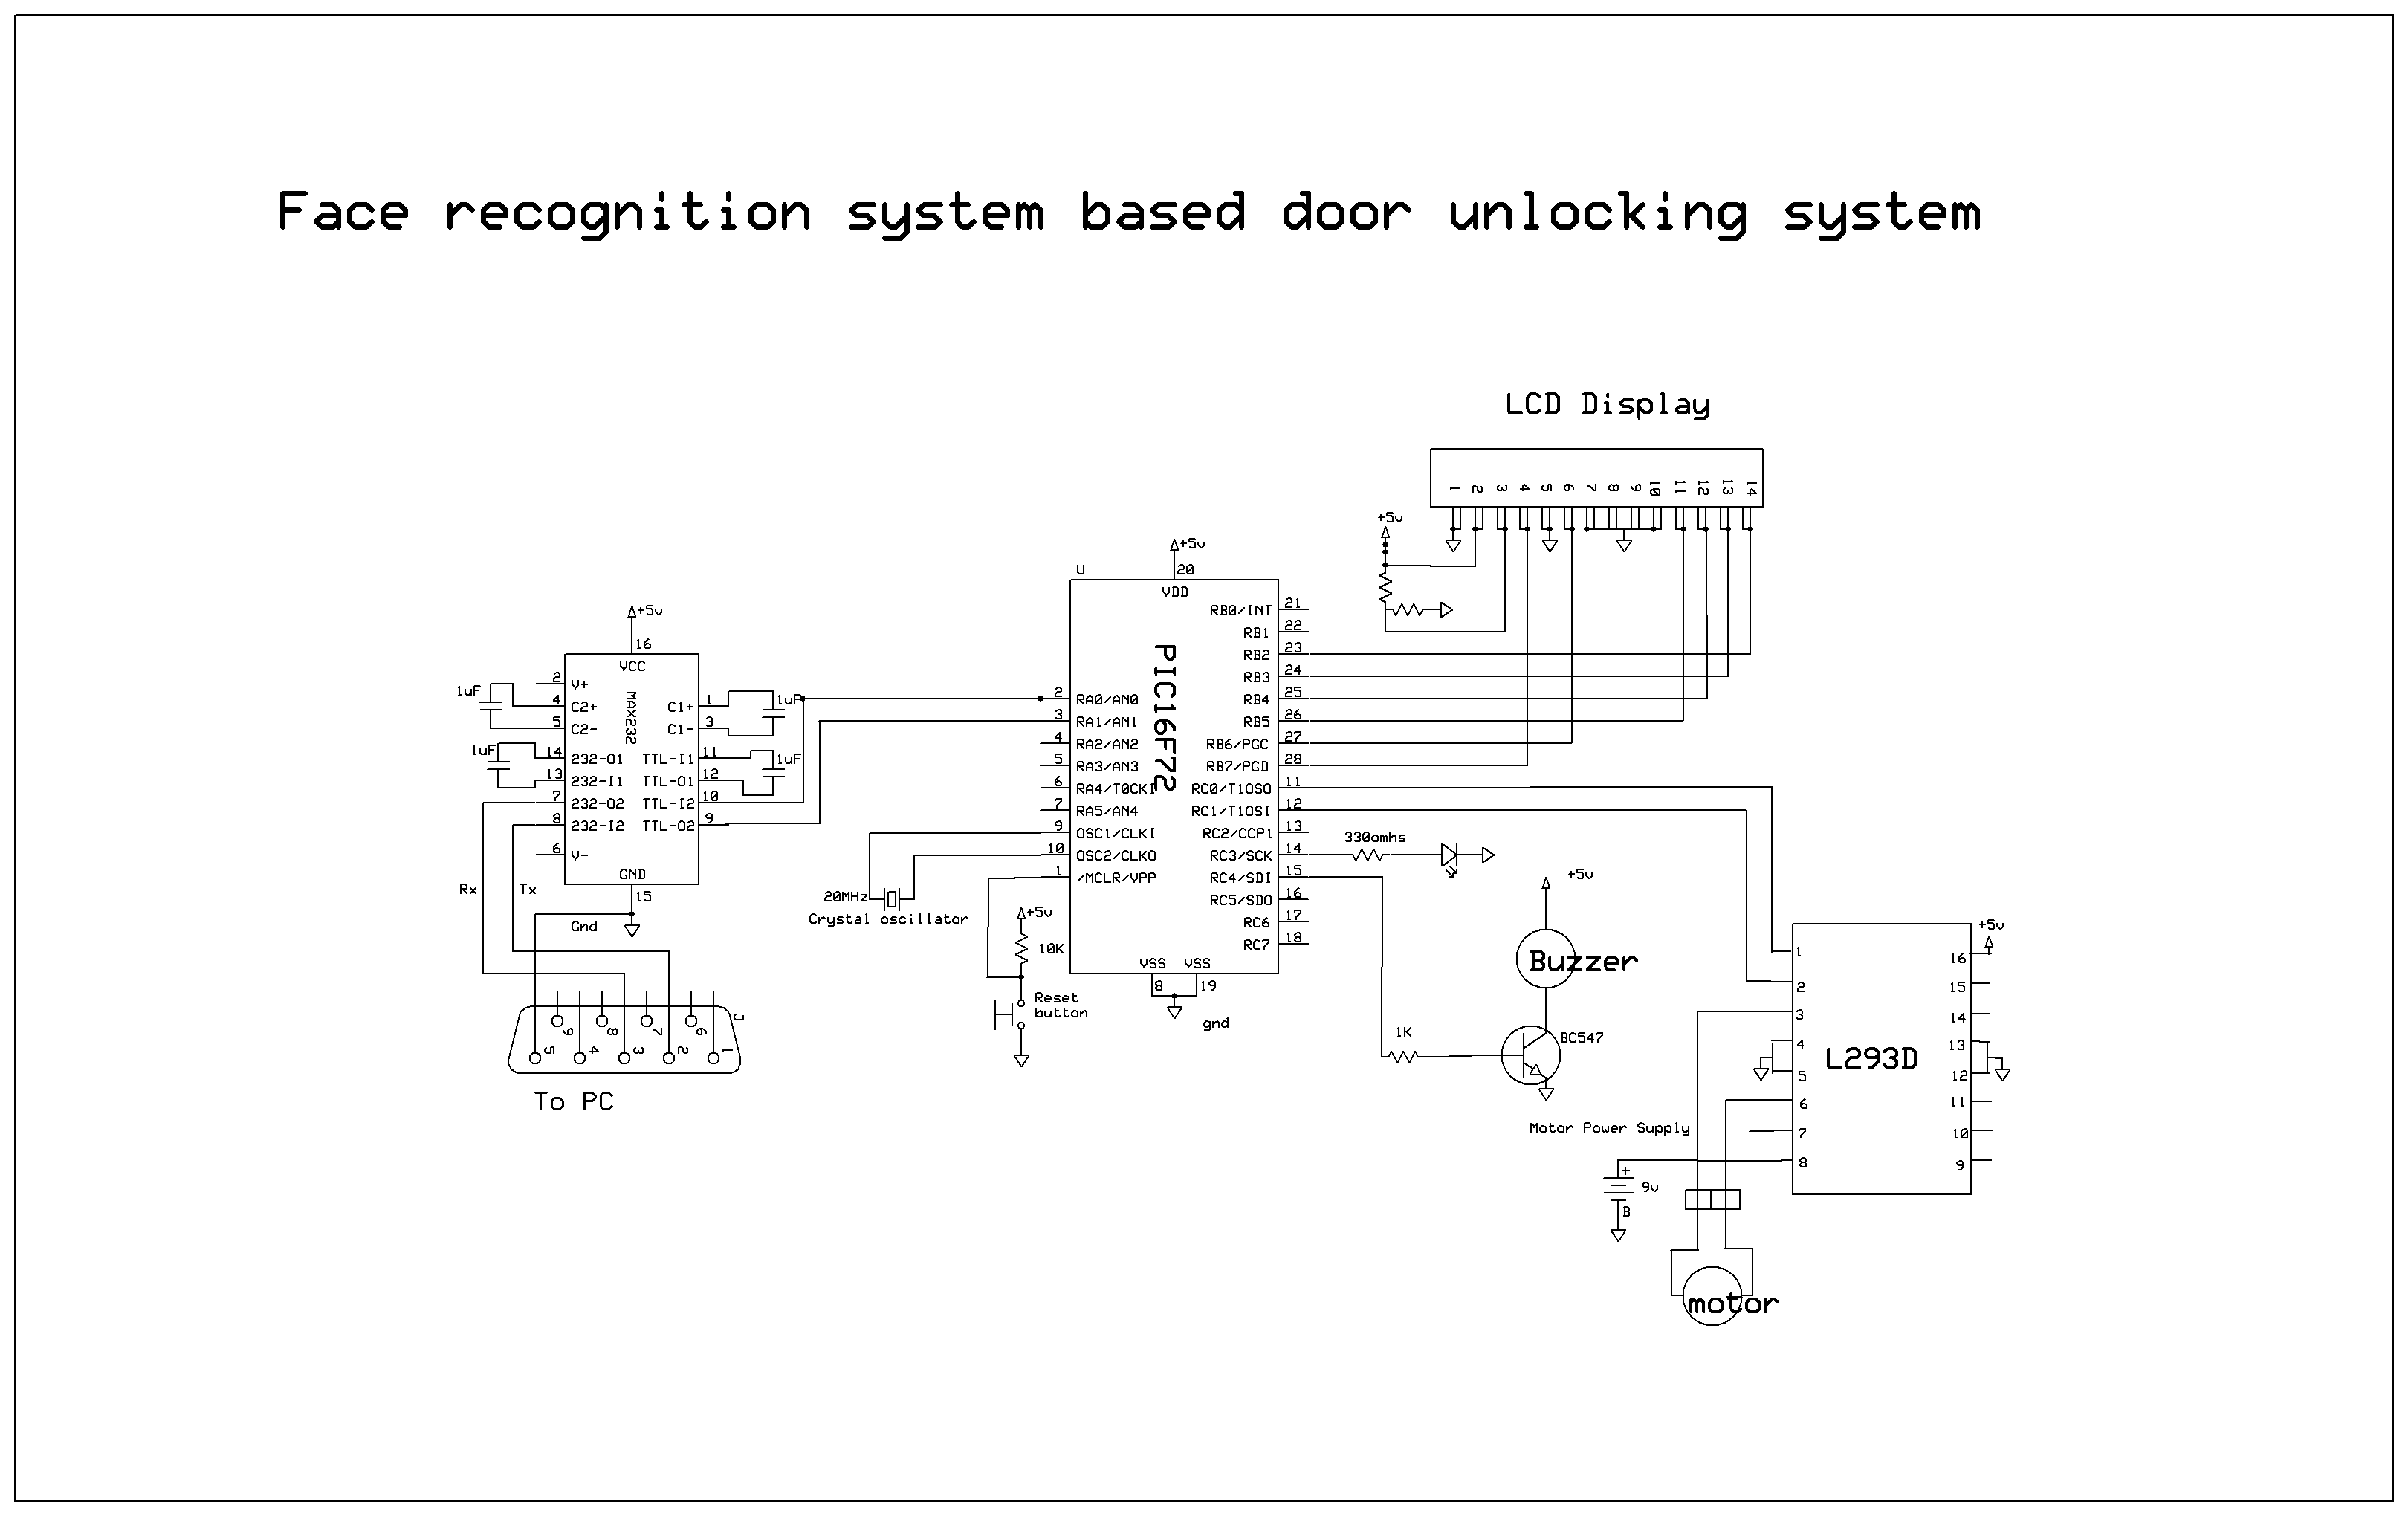 Face recognition system based door unlocking system
LCD Display
1 2 3 4 5 6 7 8 9 10 11 12 13 14
+5v
+5v
U
20
VDD
PIC16F72
2 RA0/AN0
3 RA1/AN1
4 RA2/AN2
5 RA3/AN3
6 RA4/T0CKI
7 RA5/AN4
9 OSC1/CLKI
10 OSC2/CLKO
1 /MCLR/VPP
RB0/INT 21
RB1 22
RB2 23
RB3 24
RB4 25
RB5 26
RB6/PGC 27
RB7/PGD 28
RC0/T1OSO 11
RC1/T1OSI 12
RC2/CCP1 13
RC3/SCK 14
RC4/SDI 15
RC5/SDO 16
RC6 17
RC7 18
VSS VSS
8 19
gnd
+5v
16
VCC
MAX232
2 V+
4 C2+
5 C2-
14 232-O1
13 232-I1
7 232-O2
8 232-I2
6 V-
C1+ 1
C1- 3
TTL-I1 11
TTL-O1 12
TTL-I2 10
TTL-O2 9
GND
15
1uF
1uF
1uF
1uF
Rx
Tx
Gnd
J
9 8 7 6
5 4 3 2 1
To PC
20MHz
Crystal oscillator
+5v
10K
Reset
button
330omhs
+5v
Buzzer
1K
BC547
L293D
1
2
3
4
5
6
7
8
+5v
16
15
14
13
12
11
10
9
Motor Power Supply
+
9v
B
motor